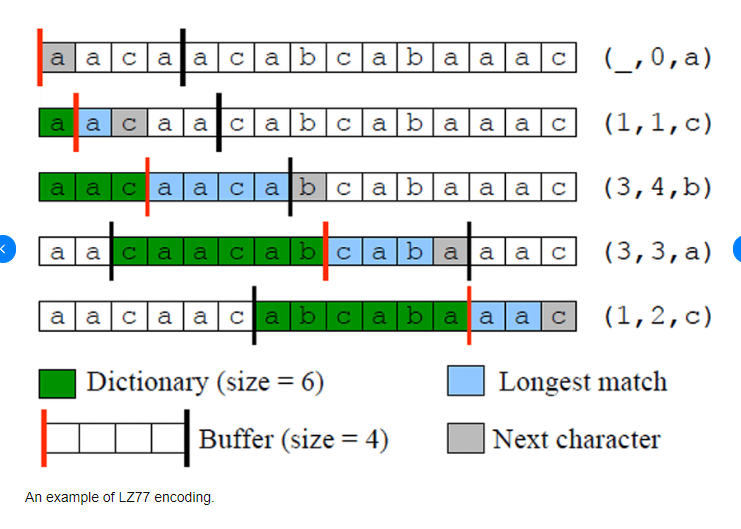 a a c a a c a b c a b a a a c (_,0,a)
a a c a a c a b c a b a a a c (1,1,c)
a a c a a c a b c a b a a a c (3,4,b)
a a c a a c a b c a b a a a c (3,3,a)
a a c a a c a b c a b a a a c (1,2,c)
Dictionary (size = 6) Longest match
Buffer (size = 4) Next character
An example of LZ77 encoding.